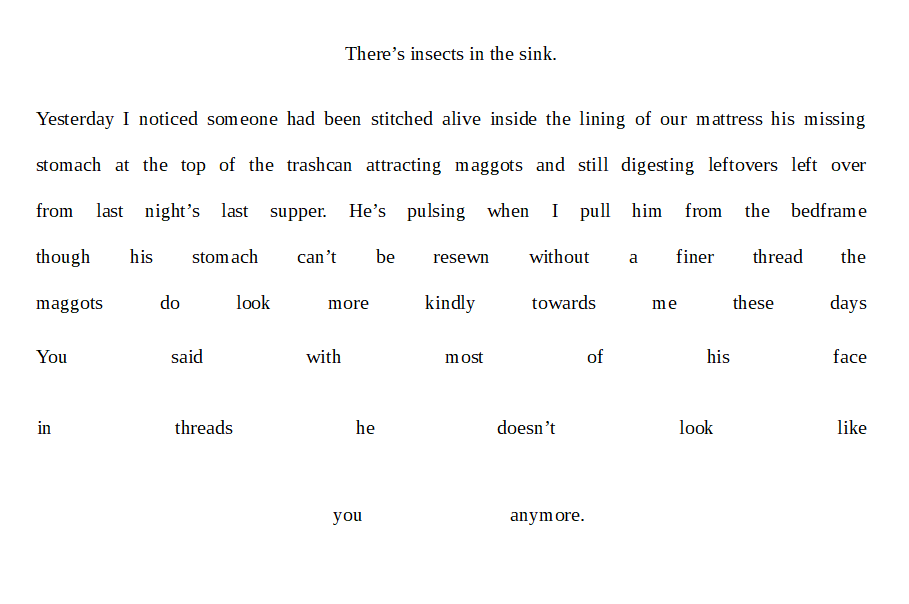 There’s insects in the sink.
Yesterday I noticed someone had been stitched alive inside the lining of our mattress his missing
stomach at the top of the trashcan attracting maggots and still digesting leftovers left over
from last night’s last supper. He’s pulsing when I pull him from the bedframe
though his stomach can’t be resewn without a finer thread the
maggots do look more kindly towards me these days
You said with most of his face
in threads he doesn’t look like
you anymore.